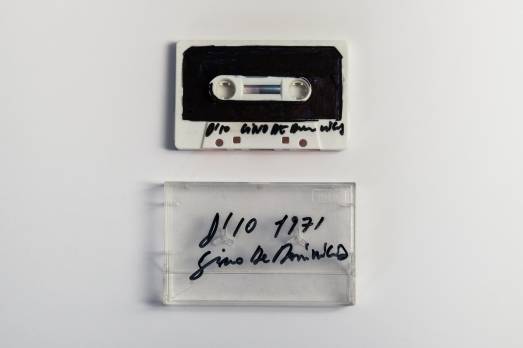 D'IO GINO DE DOMINICIS
D'IO 1971
Gino De Dominicis